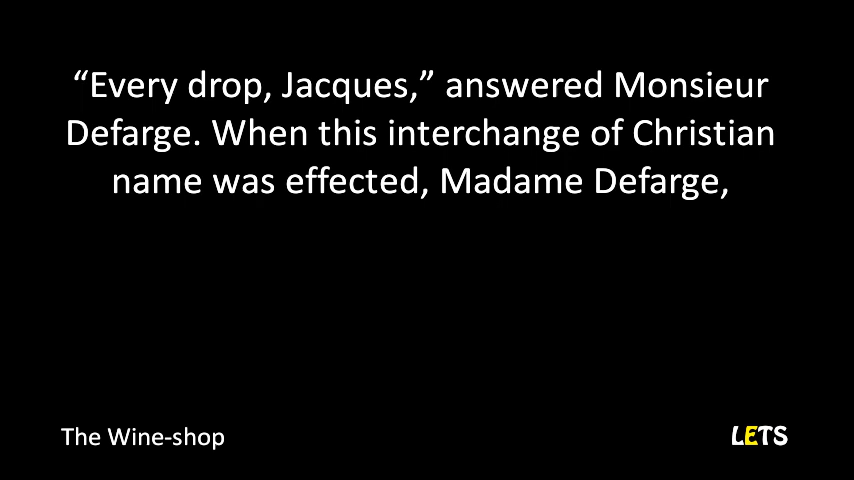 “Every drop, Jacques,” answered Monsieur
Defarge. When this interchange of Christian
name was effected, Madame Defarge,
The Wine-shop
LETS